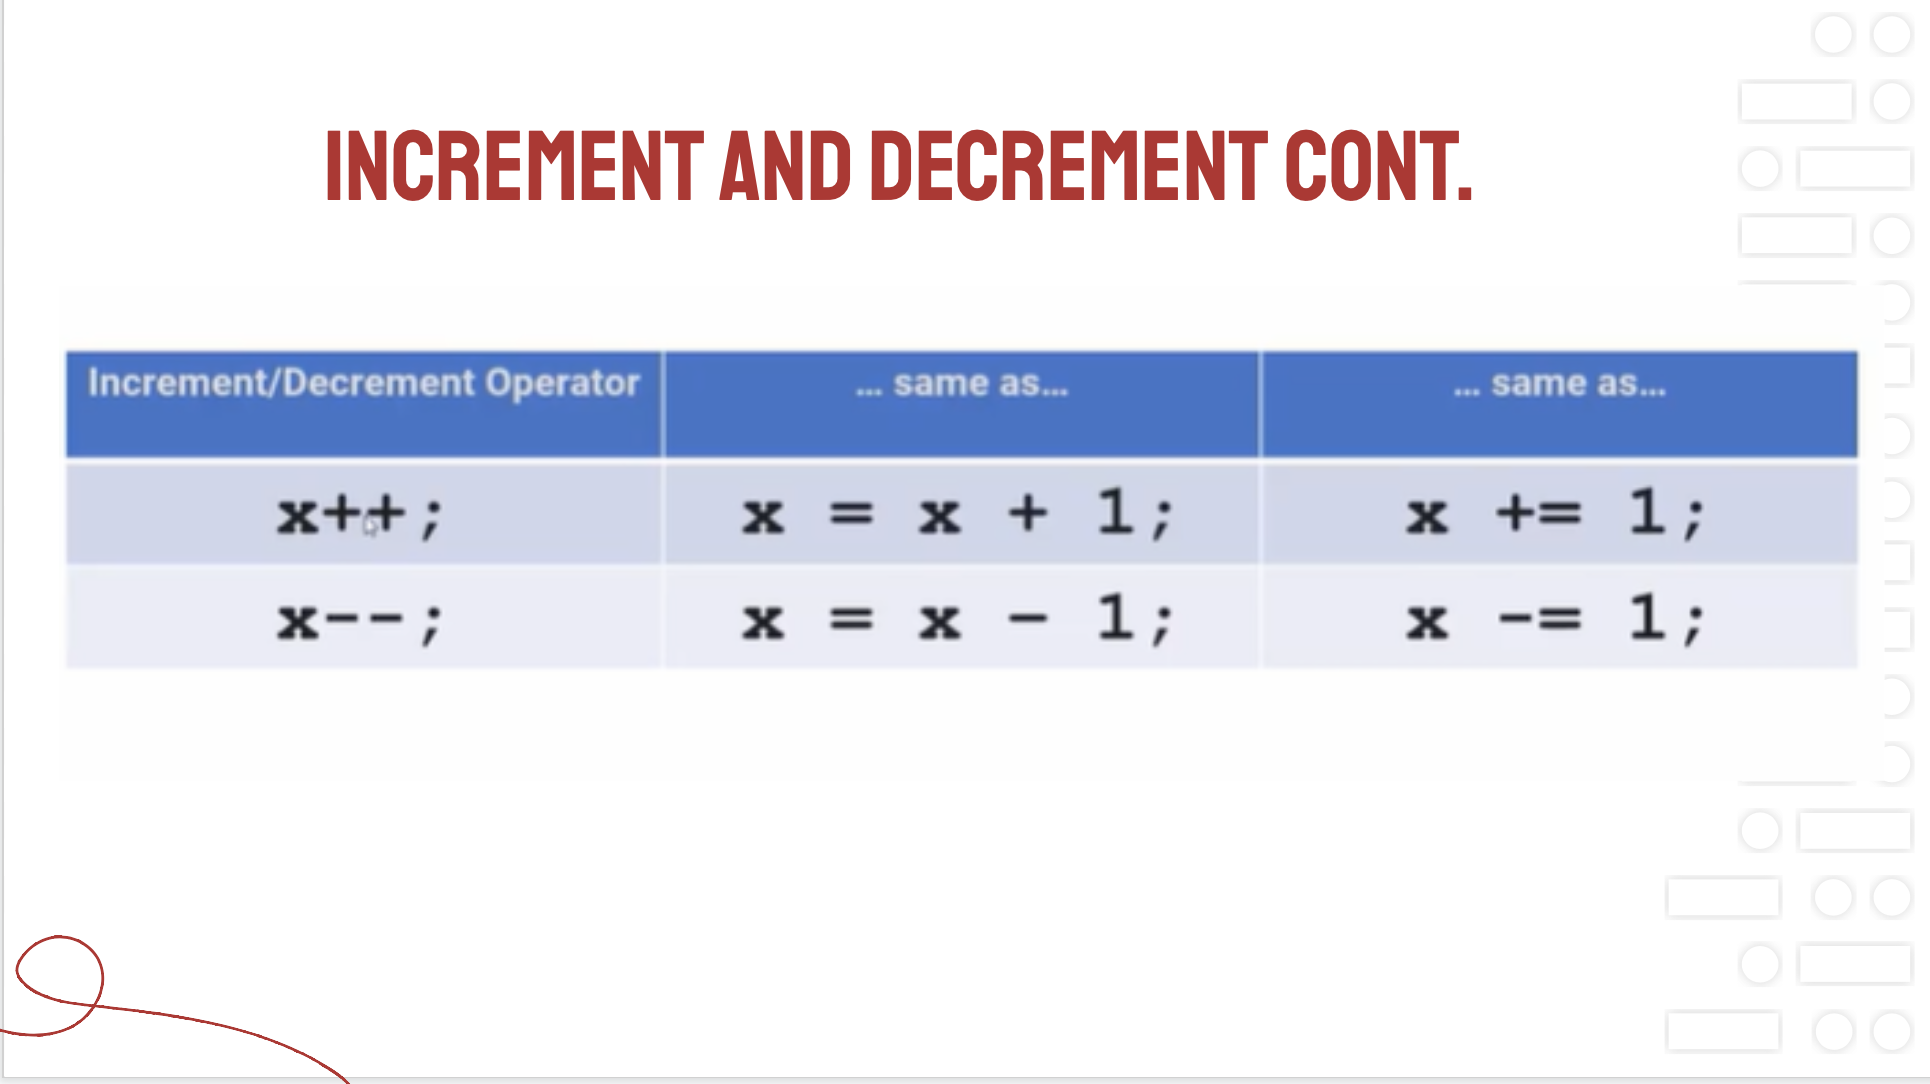 INCREMENT AND DECREMENT CONT.
Increment/Decrement Operator
... same as...
... same as...
x++;
x = x + 1;
x += 1;
x--;
x = x - 1;
x -= 1;